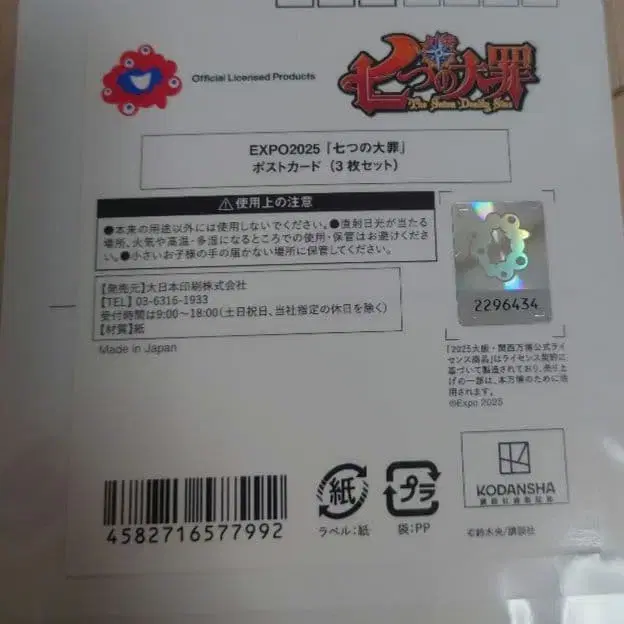 Official Licensed Products
七つの大罪
The Seven Deadly Sins
EXPO2025「七つの大罪」
ポストカード（3枚セット）
⚠使用上の注意
●本来の用途以外には使用しないでください。●直射日光が当たる
場所、火気や高温・多湿になるところでの使用・保管はお避けくださ
い。●小さいお子様の手の届かない場所に保管してください。
【発売元】大日本印刷株式会社
【TEL】03-6316-1933
受付時間は9:00～18:00（土日祝日、当社指定の休日を除く）
【材質】紙
Made in Japan
2296434
「2025大阪・関西万博公式ライ
センス商品」はライセンス契約に
基づいて製造されており、売り上
げの一部は、本万博のために活
用されます。
©Expo 2025
4582716577992
紙
ラベル：紙
プラ
袋：PP
KODANSHA
©鈴木央/講談社